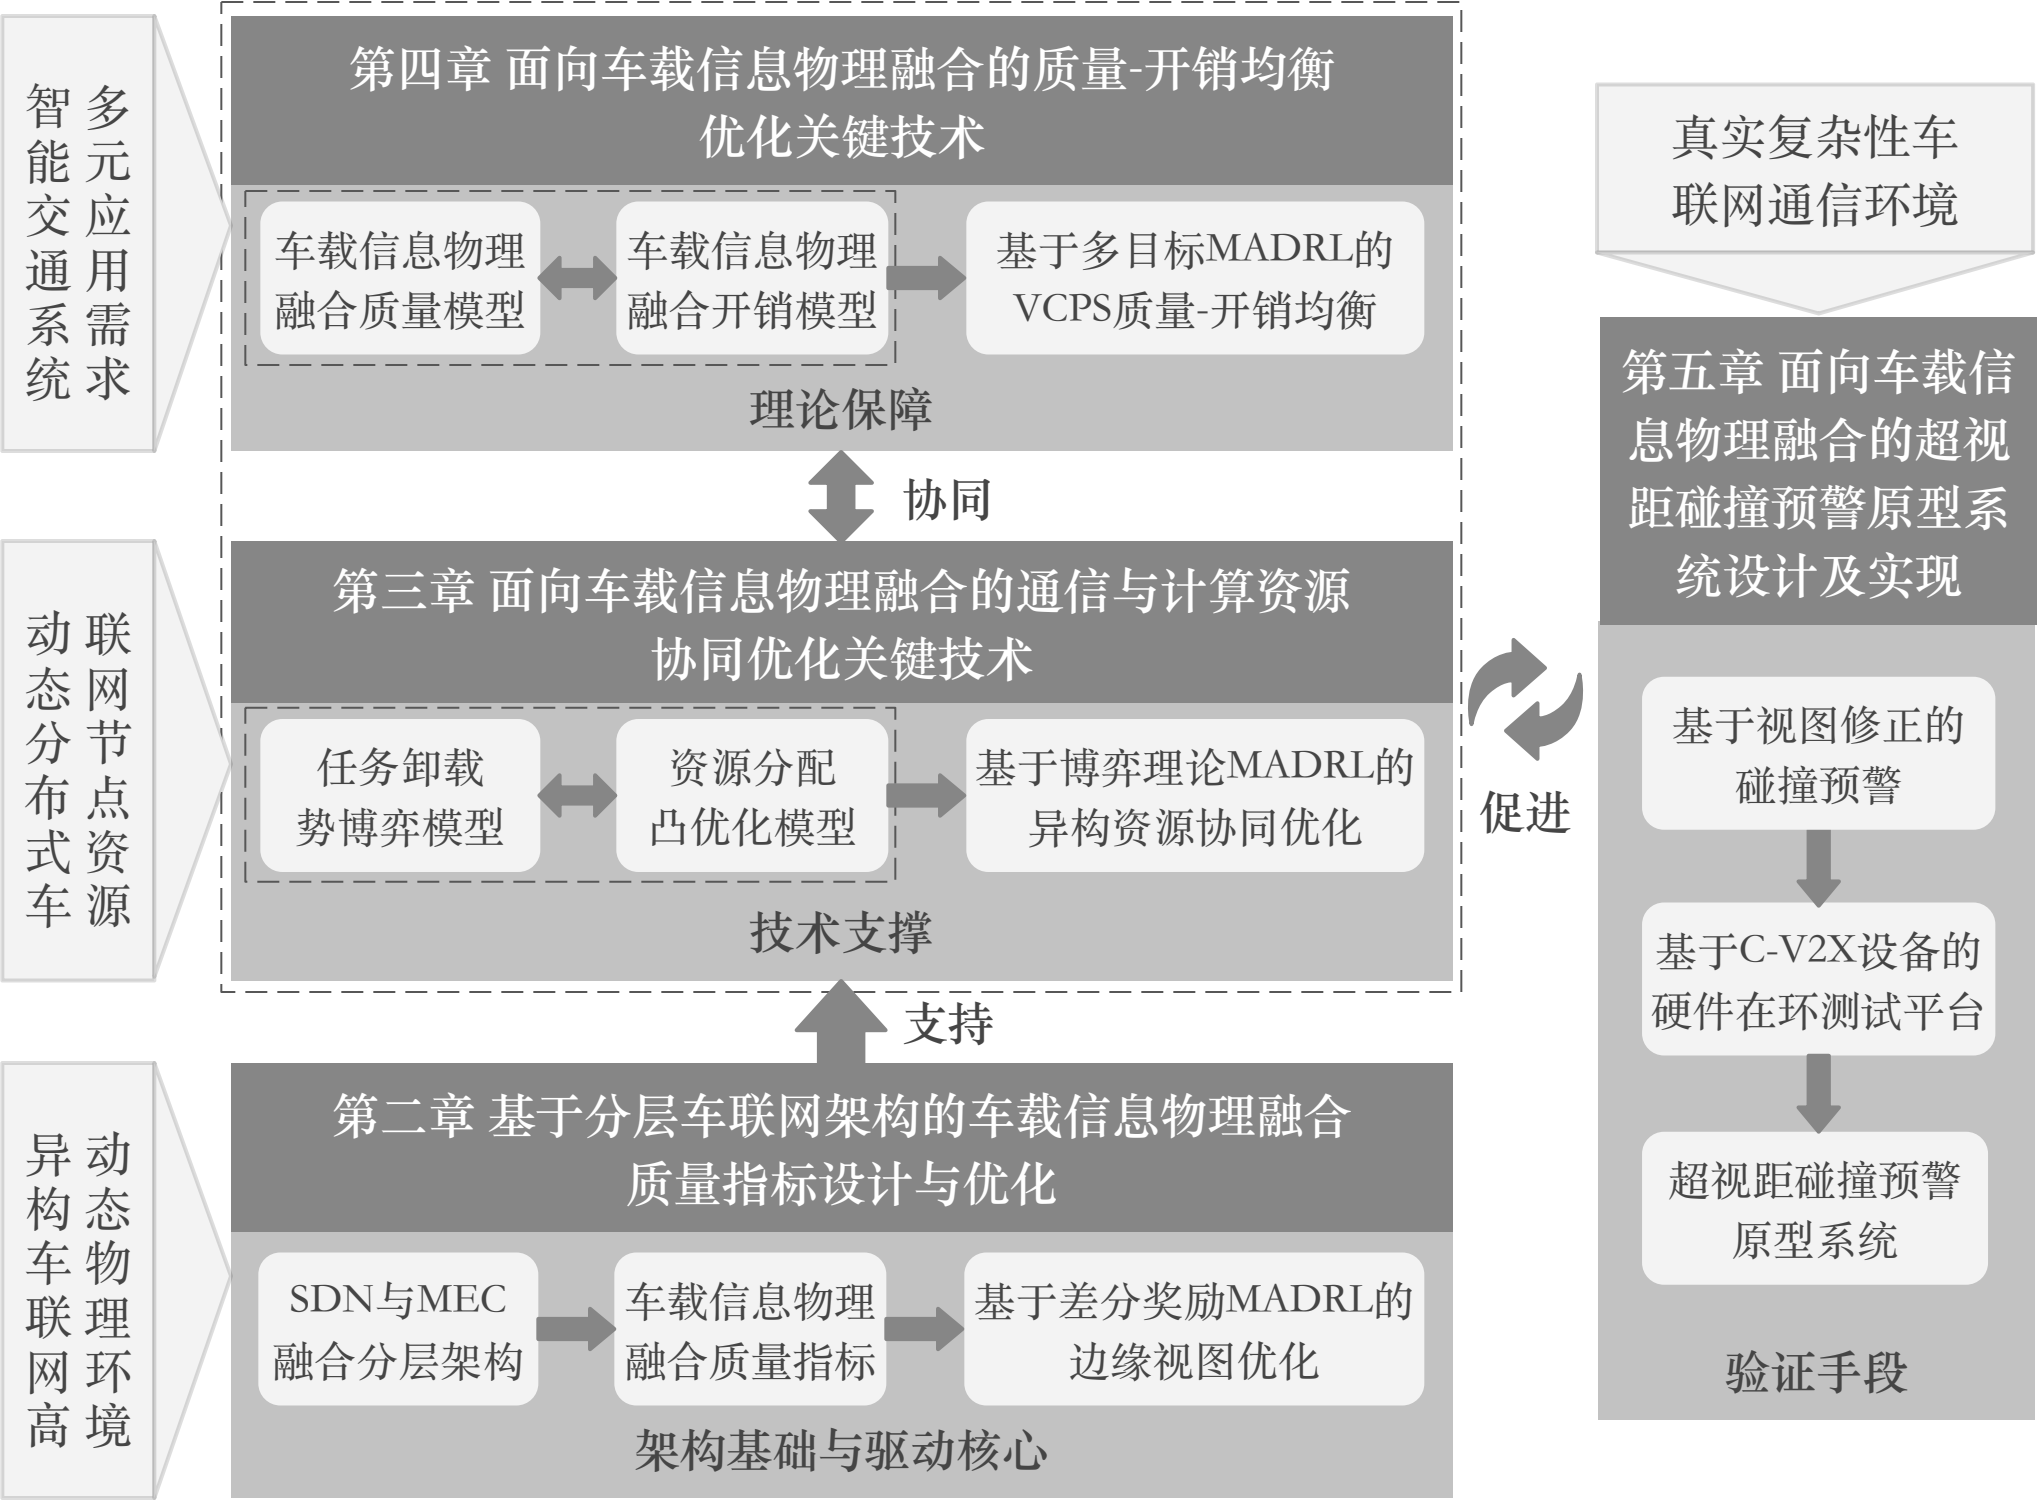 智能交通系统
多元应用需求
第四章 面向车载信息物理融合的质量-开销均衡
优化关键技术
车载信息物理
融合质量模型
车载信息物理
融合开销模型
基于多目标MADRL的
VCPS质量-开销均衡
理论保障
协同
动态分布式车
联网节点资源
第三章 面向车载信息物理融合的通信与计算资源
协同优化关键技术
任务卸载
势博弈模型
资源分配
凸优化模型
基于博弈理论MADRL的
异构资源协同优化
技术支撑
支持
异构车联网高
动态物理环境
第二章 基于分层车联网架构的车载信息物理融合
质量指标设计与优化
SDN与MEC
融合分层架构
车载信息物理
融合质量指标
基于差分奖励MADRL的
边缘视图优化
架构基础与驱动核心
促进
真实复杂性车
联网通信环境
第五章 面向车载信
息物理融合的超视
距碰撞预警原型系
统设计及实现
基于视图修正的
碰撞预警
基于C-V2X设备的
硬件在环测试平台
超视距碰撞预警
原型系统
验证手段